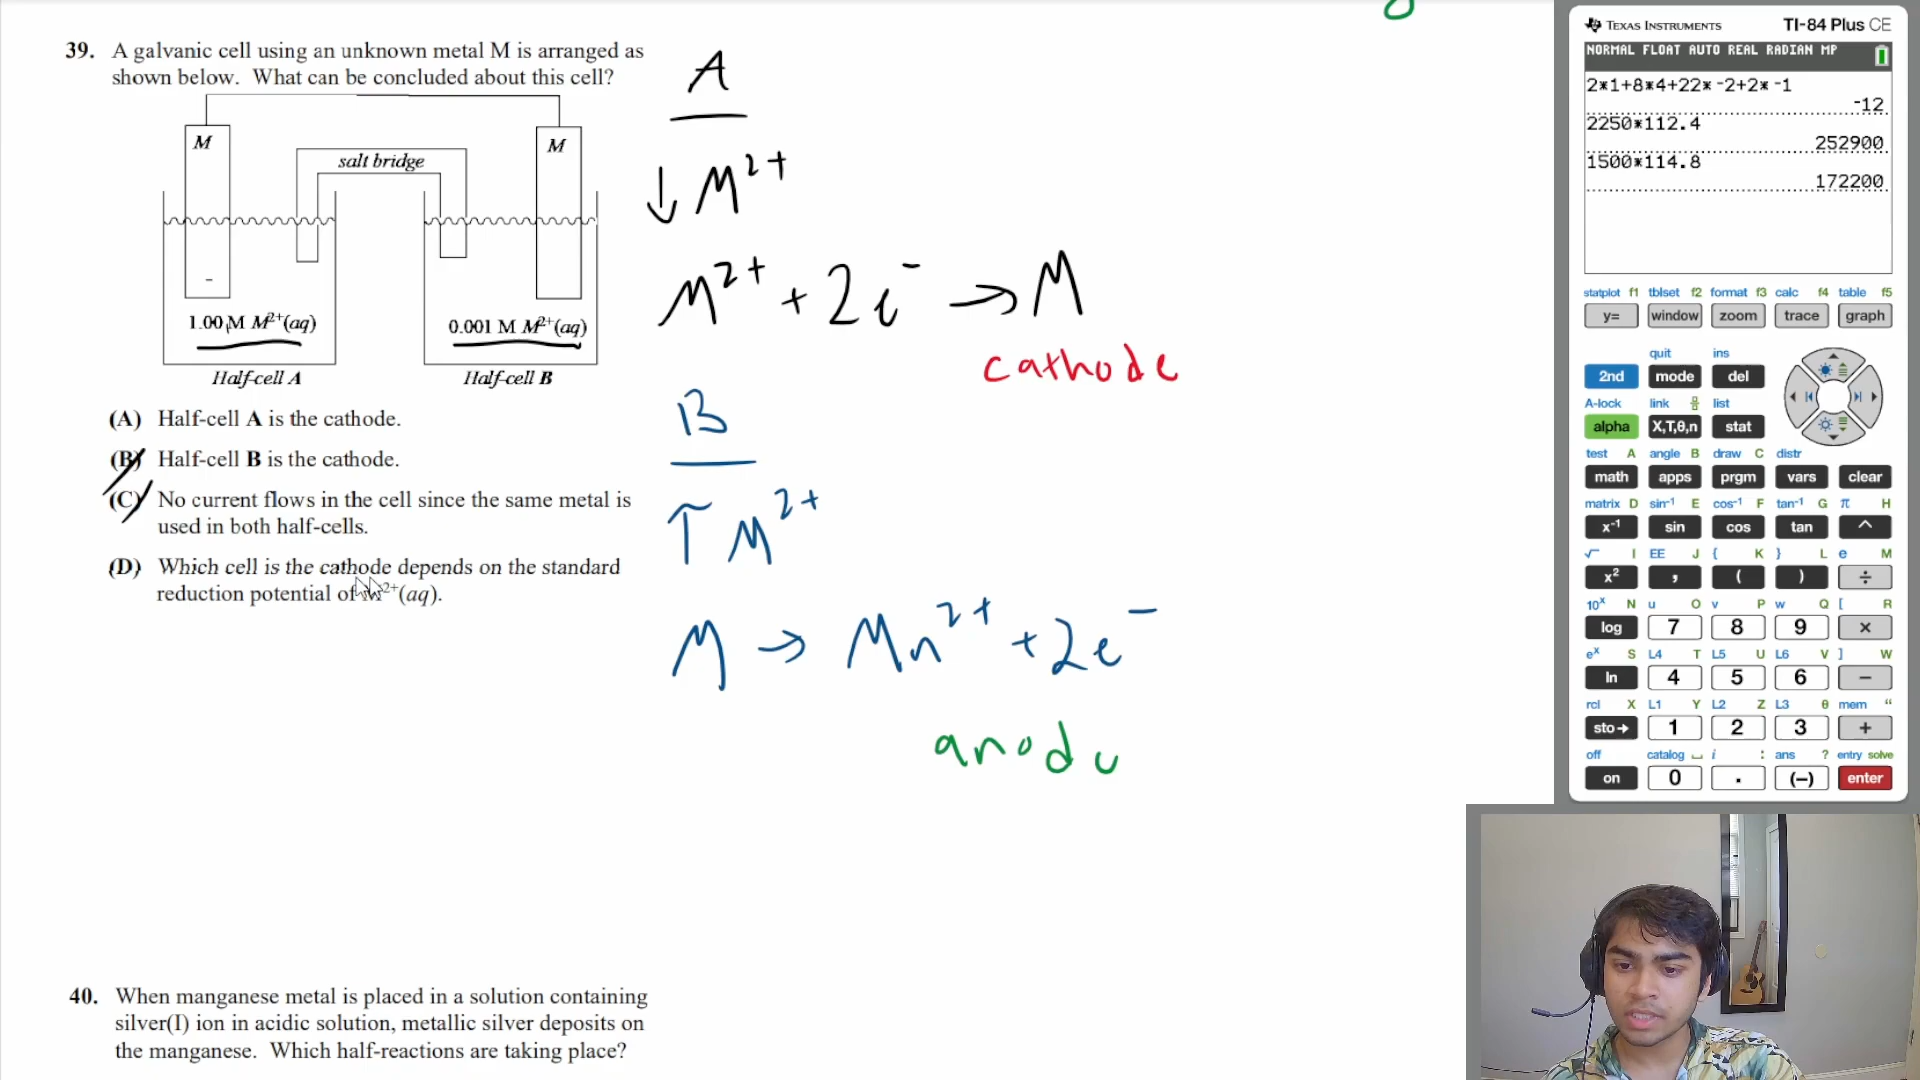 39. A galvanic cell using an unknown metal M is arranged as
shown below. What can be concluded about this cell?
M
salt bridge
M
1.00 M M²⁺(aq)
0.001 M M²⁺(aq)
Half-cell A
Half-cell B
(A) Half-cell A is the cathode.
(B) Half-cell B is the cathode.
(C) No current flows in the cell since the same metal is
used in both half-cells.
(D) Which cell is the cathode depends on the standard
reduction potential of M²⁺(aq).
40. When manganese metal is placed in a solution containing
silver(I) ion in acidic solution, metallic silver deposits on
the manganese. Which half-reactions are taking place?
A
↓ M²⁺
M²⁺ + 2e⁻ → M
cathode
B
↑ M²⁺
M → Mn²⁺ + 2e⁻
anode
TEXAS INSTRUMENTS TI-84 Plus CE
NORMAL FLOAT AUTO REAL RADIAN MP
2*1+8*4+22*-2+2*-1
-12
2250*112.4
252900
1500*114.8
172200
statplot f1 tblset f2 format f3 calc f4 table f5
y= window zoom trace graph
quit ins
2nd mode del
A-lock link list
alpha X,T,θ,n stat
test A angle B draw C distr
math apps prgm vars clear
matrix D sin⁻¹ E cos⁻¹ F tan⁻¹ G π H
x⁻¹ sin cos tan ^
√ I EE J { K } L e M
x² , ( ) ÷
10ˣ N u O v P w Q [ R
log 7 8 9 ×
eˣ S L4 T L5 U L6 V ] W
ln 4 5 6 −
rcl X L1 Y L2 Z L3 θ mem "
sto→ 1 2 3 +
off catalog ⎵ i : ans ? entry solve
on 0 . (−) enter